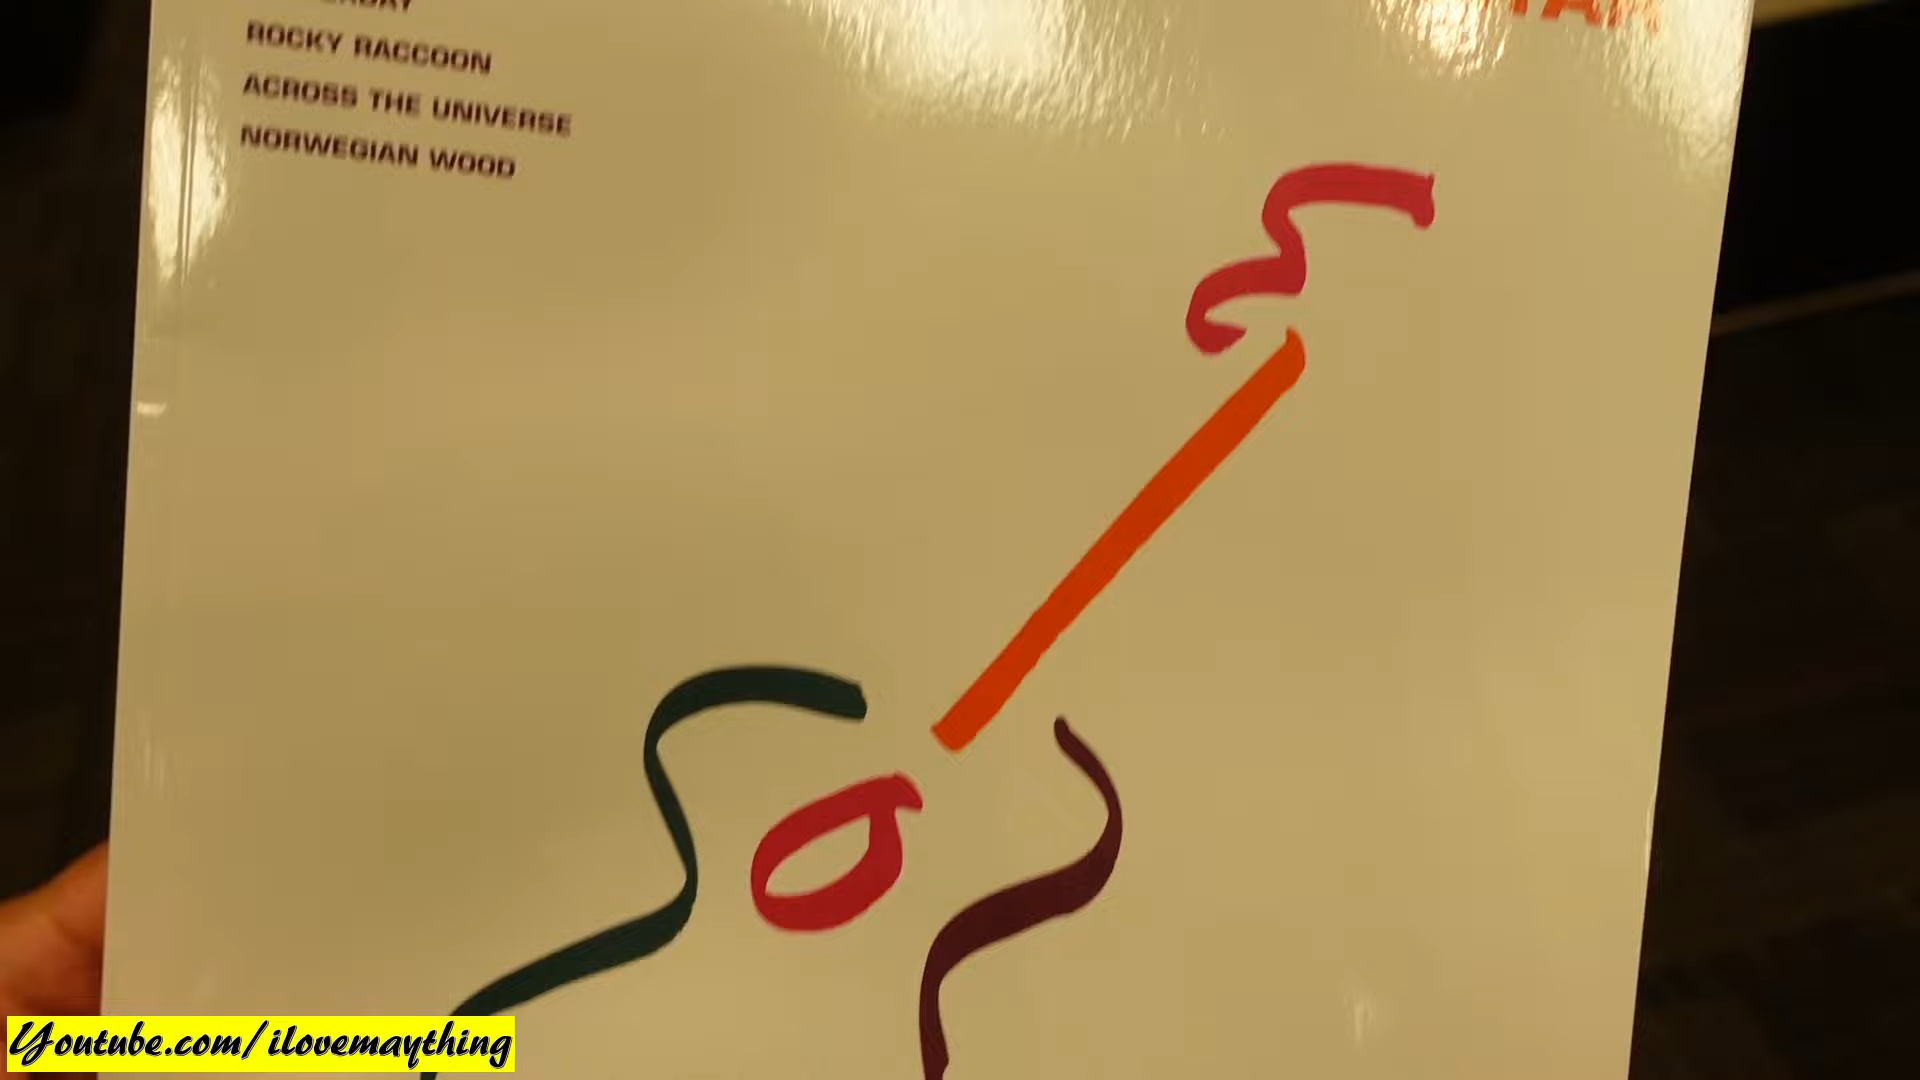 ROCKY RACCOON
ACROSS THE UNIVERSE
NORWEGIAN WOOD
Youtube.com/ilovemaything